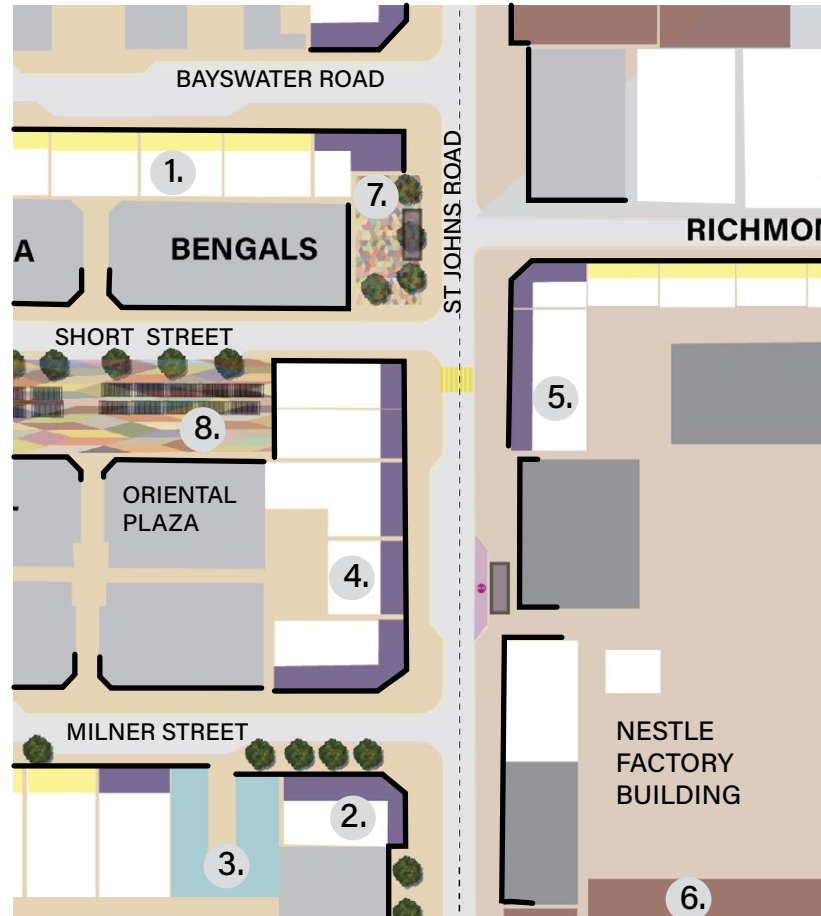 BAYSWATER ROAD
1.
7.
ST JOHNS ROAD
RICHMON
A
BENGALS
SHORT STREET
5.
8.
ORIENTAL
PLAZA
4.
MILNER STREET
NESTLE
FACTORY
BUILDING
2.
3.
6.